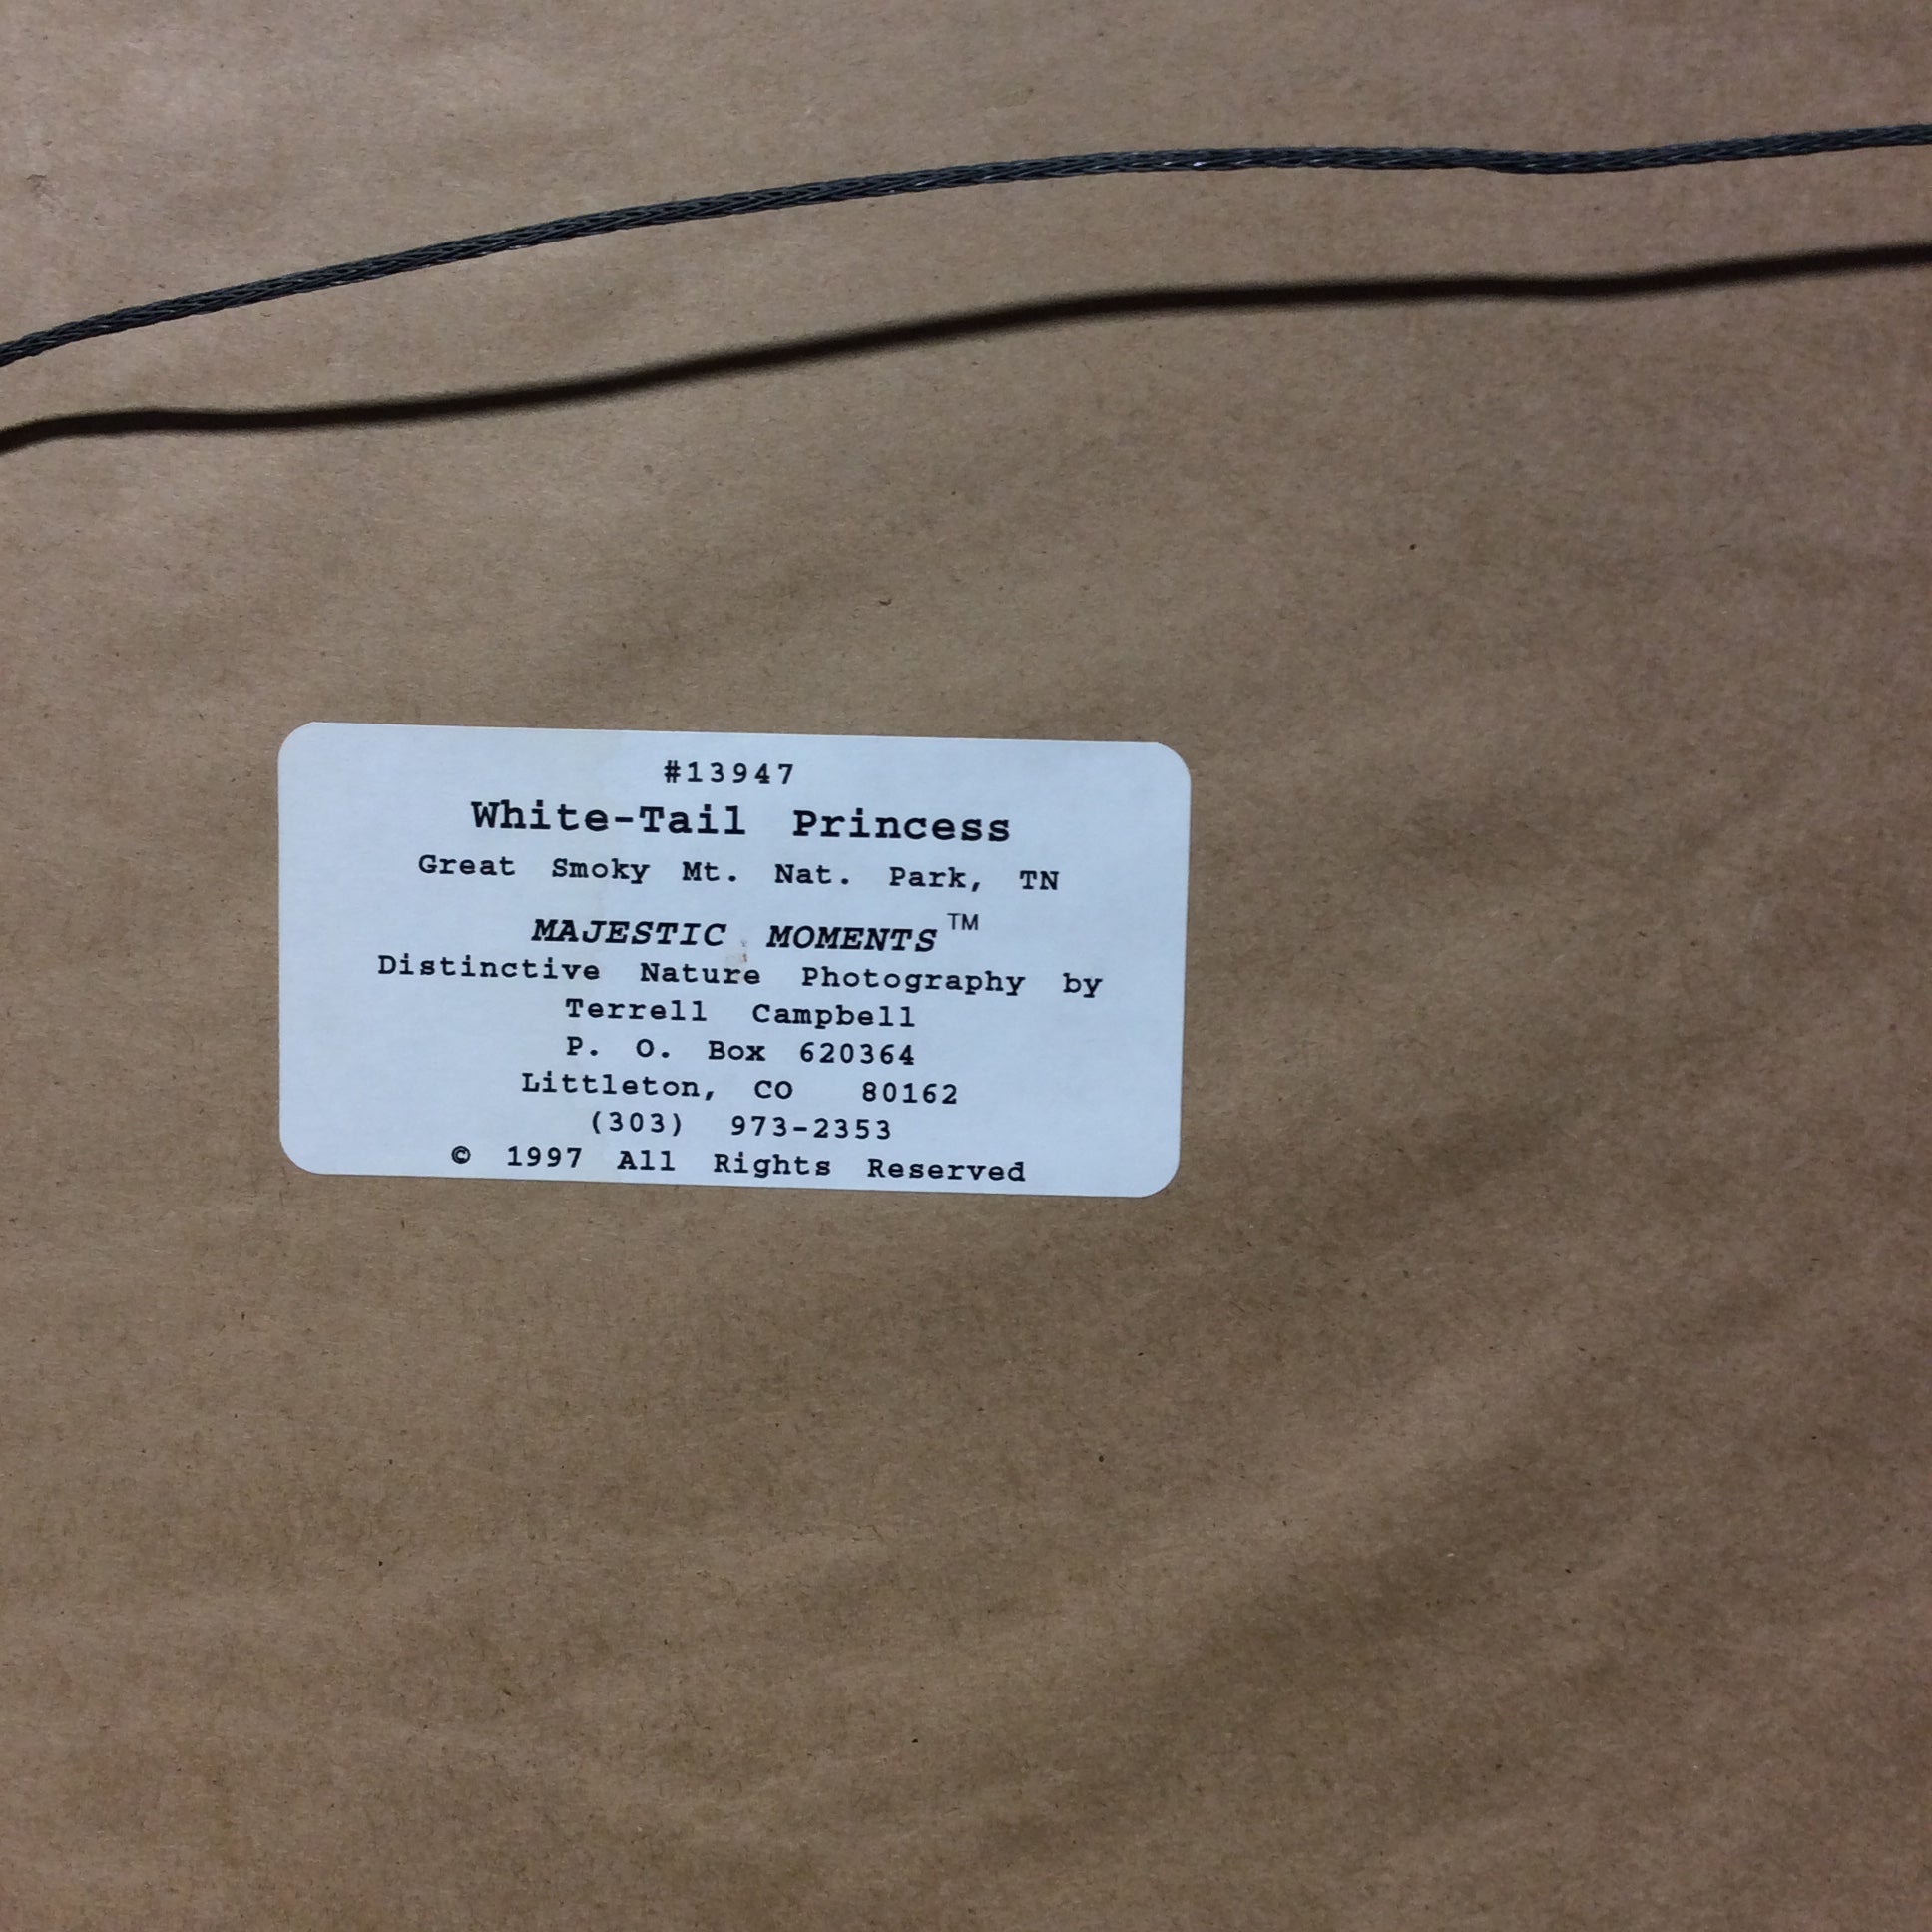 #13947
White-Tail Princess
Great Smoky Mt. Nat. Park, TN
MAJESTIC MOMENTS™
Distinctive Nature Photography by
Terrell Campbell
P. O. Box 620364
Littleton, CO 80162
(303) 973-2353
© 1997 All Rights Reserved